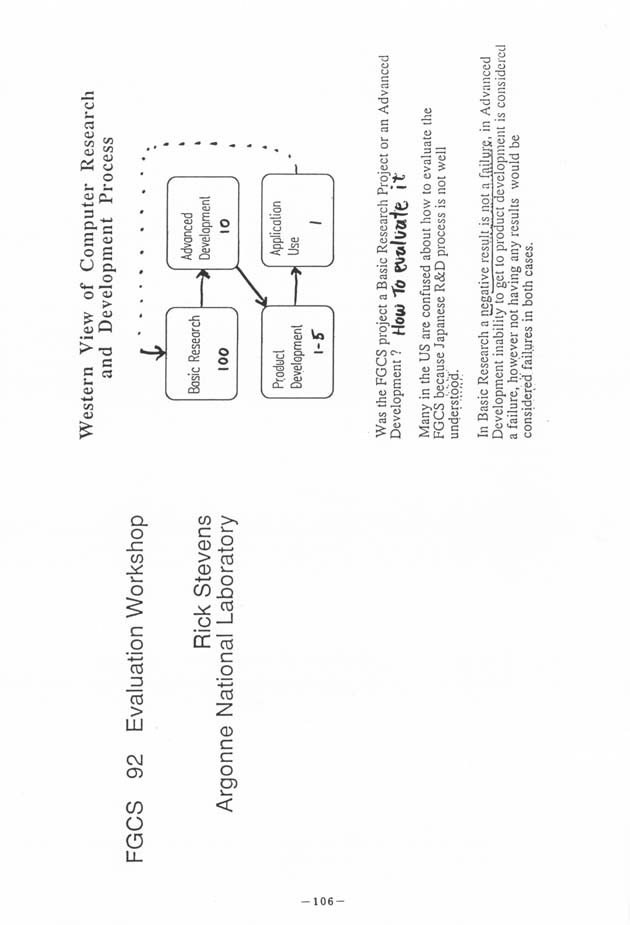 FGCS 92 Evaluation Workshop
Rick Stevens
Argonne National Laboratory
Western View of Computer Research
and Development Process
Basic Research
100
Advanced
Development
10
Product
Development
1-5
Application
Use
1
Was the FGCS project a Basic Research Project or an Advanced
Development ? How To evaluate it
Many in the US are confused about how to evaluate the
FGCS because Japanese R&D process is not well
understood.
In Basic Research a negative result is not a failure, in Advanced
Development inability to get to product development is considered
a failure, however not having any results would be
considered failures in both cases.
—106—